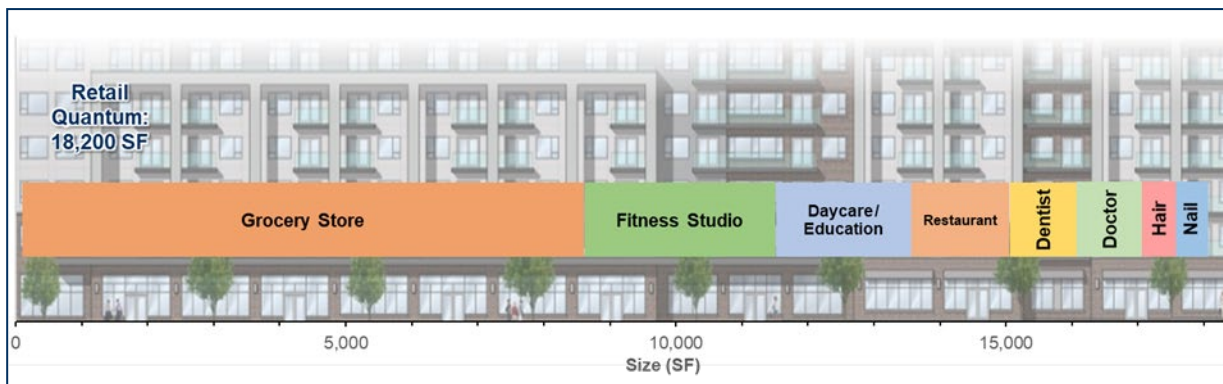 Retail
Quantum:
18,200 SF
Grocery Store
Fitness Studio
Daycare/
Education
Restaurant
Dentist
Doctor
Hair
Nail
0
5,000
10,000
15,000
Size (SF)